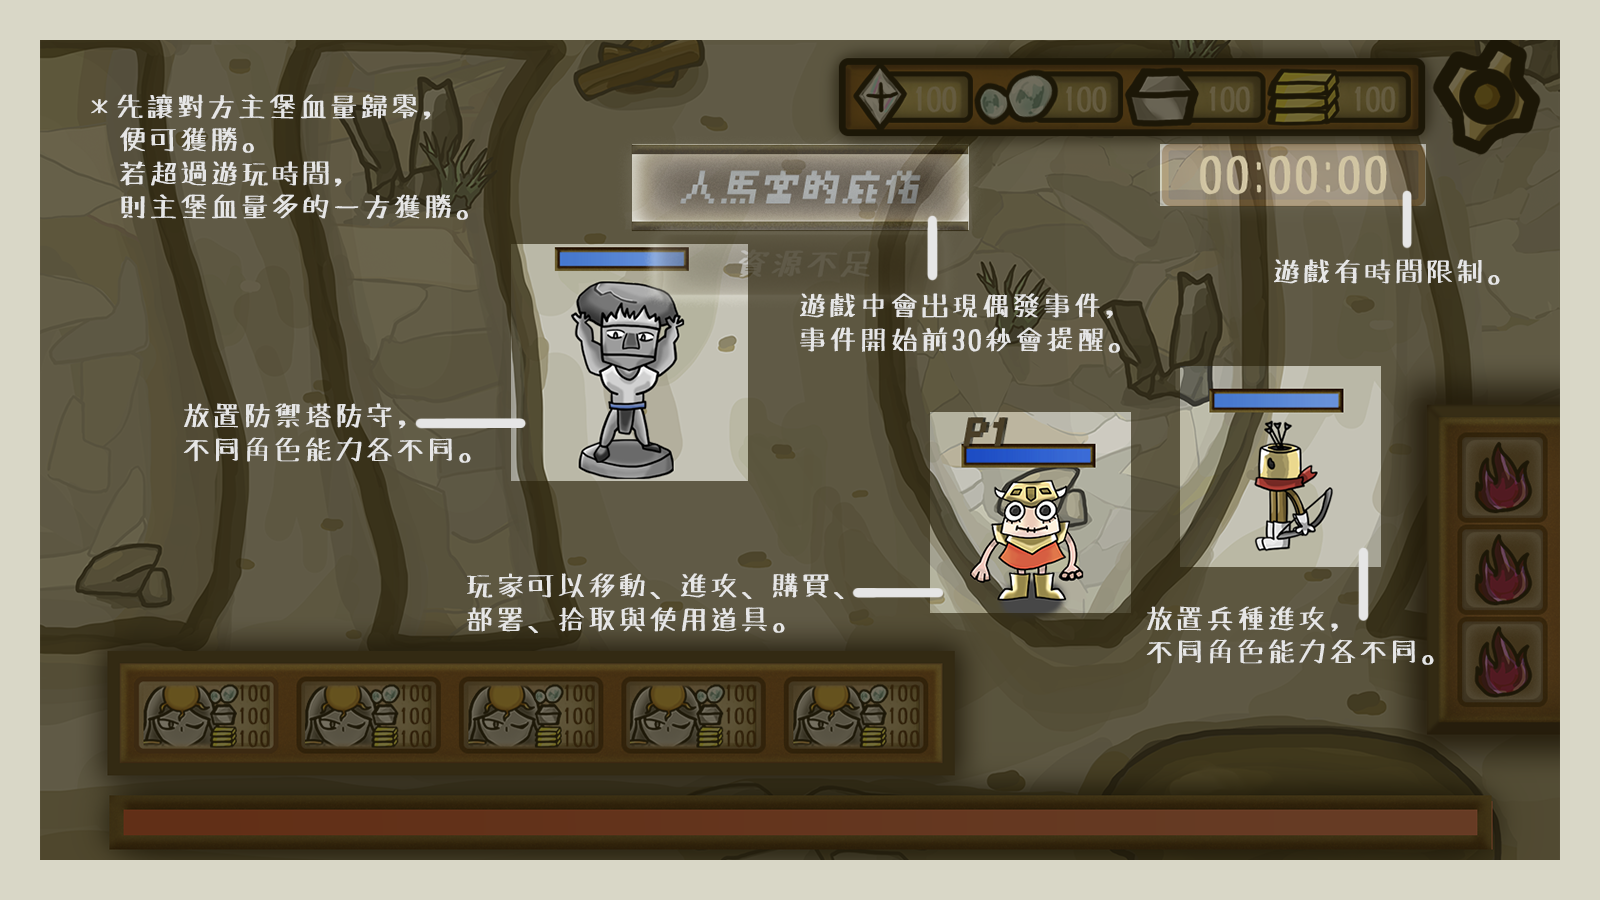 100 100 100 100
*先讓對方主堡血量歸零，
便可獲勝。
若超過遊玩時間，
則主堡血量多的一方獲勝。
人馬宮的庇佑
00:00:00
資源不足
遊戲有時間限制。
遊戲中會出現偶發事件，
事件開始前30秒會提醒。
放置防禦塔防守，
不同角色能力各不同。
P1
玩家可以移動、進攻、購買、
部署、拾取與使用道具。
放置兵種進攻，
不同角色能力各不同。
100 100 100 100 100
100 100 100 100 100
100 100 100 100 100